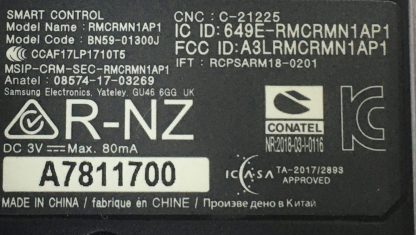 SMART CONTROL
Model Name : RMCRMN1AP1
Model Code : BN59-01300J
CCAF17LP1710T5
MSIP-CRM-SEC-RMCRMN1AP1
Anatel : 08574-17-03269
Samsung Electronics, Yateley, GU46 6GG UK
CNC : C-21225
IC ID: 649E-RMCRMN1AP1
FCC ID: A3LRMCRMN1AP1
IFT : RCPSARM18-0201
R-NZ
DC 3V Max. 80mA
CONATEL
NR:2018-03-I-0116
A7811700
ICASA
TA-2017/2893
APPROVED
MADE IN CHINA / fabriqué en CHINE / Произведено в Китай